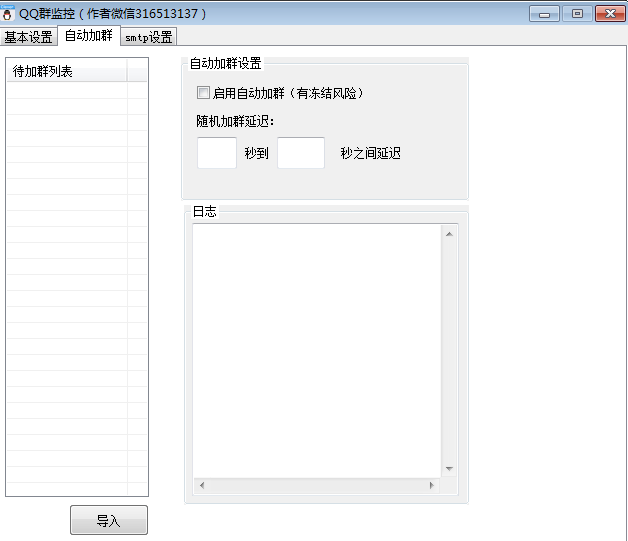 QQ群监控（作者微信316513137）
基本设置 自动加群 smtp设置
待加群列表
自动加群设置
启用自动加群（有冻结风险）
随机加群延迟：
秒到 秒之间延迟
日志
导入